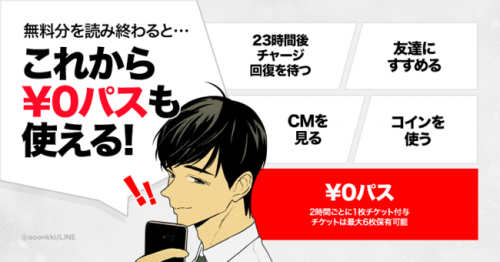 無料分を読み終わると…
これから
¥0パスも
使える!
23時間後
チャージ
回復を待つ
友達に
すすめる
CMを
見る
コインを
使う
¥0パス
2時間ごとに1枚チケット付与
チケットは最大6枚保有可能
!!
©soonkki/LINE